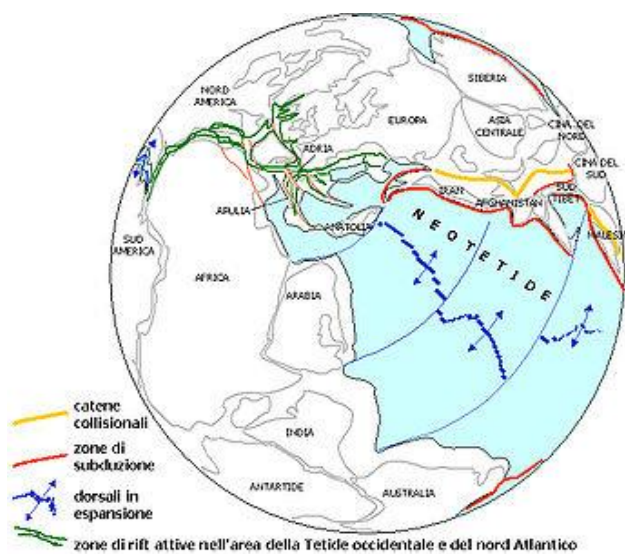 SIBERIA
NORD
AMERICA
EUROPA
ASIA
CENTRALE
CINA DEL
NORD
ADRIA
CINA DEL
SUD
IRAN
AFGHANISTAN
SUD
TIBET
APULIA
ANATOLIA
MALESIA
SUD
AMERICA
NEOTETIDE
AFRICA
ARABIA
INDIA
ANTARTIDE
AUSTRALIA
catene
collisionali
zone di
subduzione
dorsali in
espansione
zone di rift attive nell'area della Tetide occidentale e del nord Atlantico